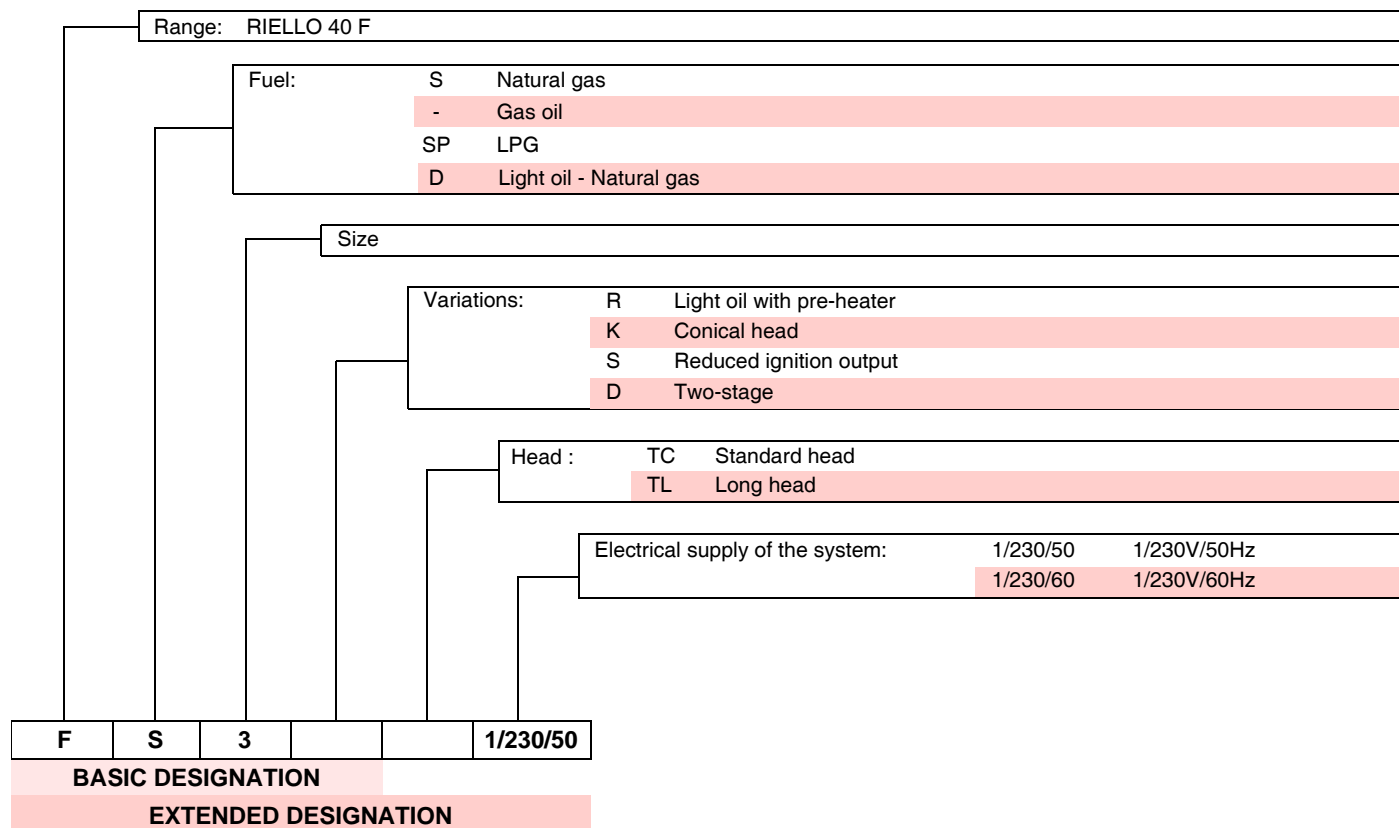 Range: RIELLO 40 F
Fuel: S Natural gas
- Gas oil
SP LPG
D Light oil - Natural gas
Size
Variations: R Light oil with pre-heater
K Conical head
S Reduced ignition output
D Two-stage
Head : TC Standard head
TL Long head
Electrical supply of the system: 1/230/50 1/230V/50Hz
1/230/60 1/230V/60Hz
F S 3 1/230/50
BASIC DESIGNATION
EXTENDED DESIGNATION